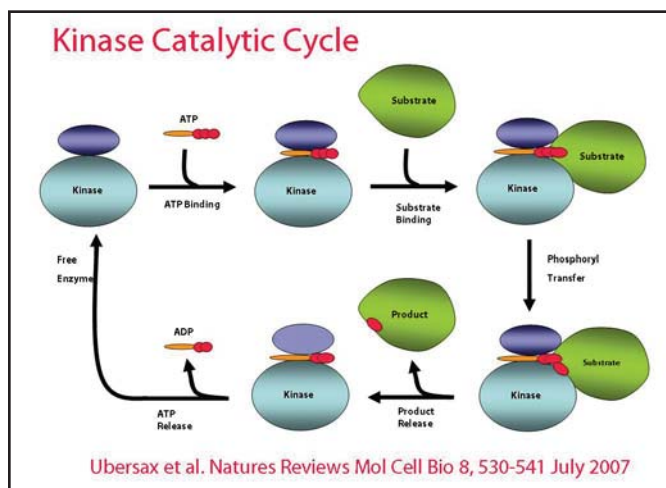 Kinase Catalytic Cycle
ATP
Kinase
ATP Binding
Kinase
Substrate
Substrate
Binding
Substrate
Kinase
Phosphoryl
Transfer
Substrate
Kinase
Product
Product
Release
Kinase
ADP
ATP
Release
Free
Enzyme
Ubersax et al. Natures Reviews Mol Cell Bio 8, 530-541 July 2007